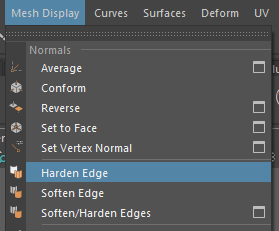 Mesh Display Curves Surfaces Deform UV
Normals
Average
Conform
Reverse
Set to Face
Set Vertex Normal
Harden Edge
Soften Edge
Soften/Harden Edges